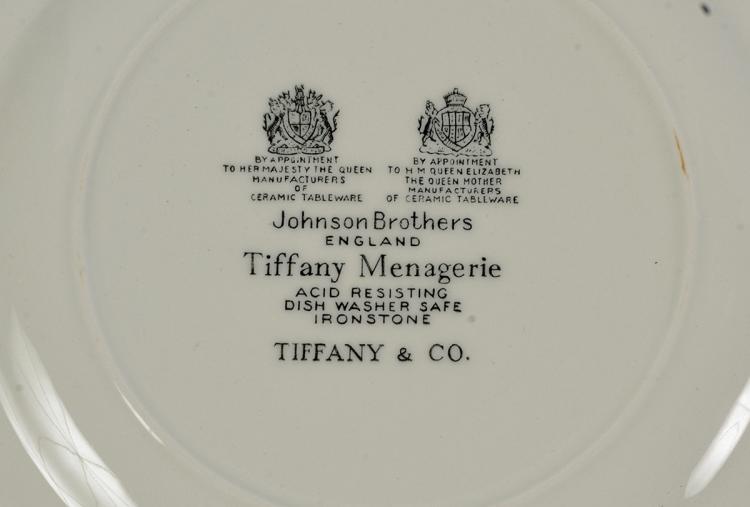 BY APPOINTMENT
TO HER MAJESTY THE QUEEN
MANUFACTURERS
OF
CERAMIC TABLEWARE
BY APPOINTMENT
TO H M QUEEN ELIZABETH
THE QUEEN MOTHER
MANUFACTURERS
OF CERAMIC TABLEWARE
Johnson Brothers
ENGLAND
Tiffany Menagerie
ACID RESISTING
DISH WASHER SAFE
IRONSTONE
TIFFANY & CO.